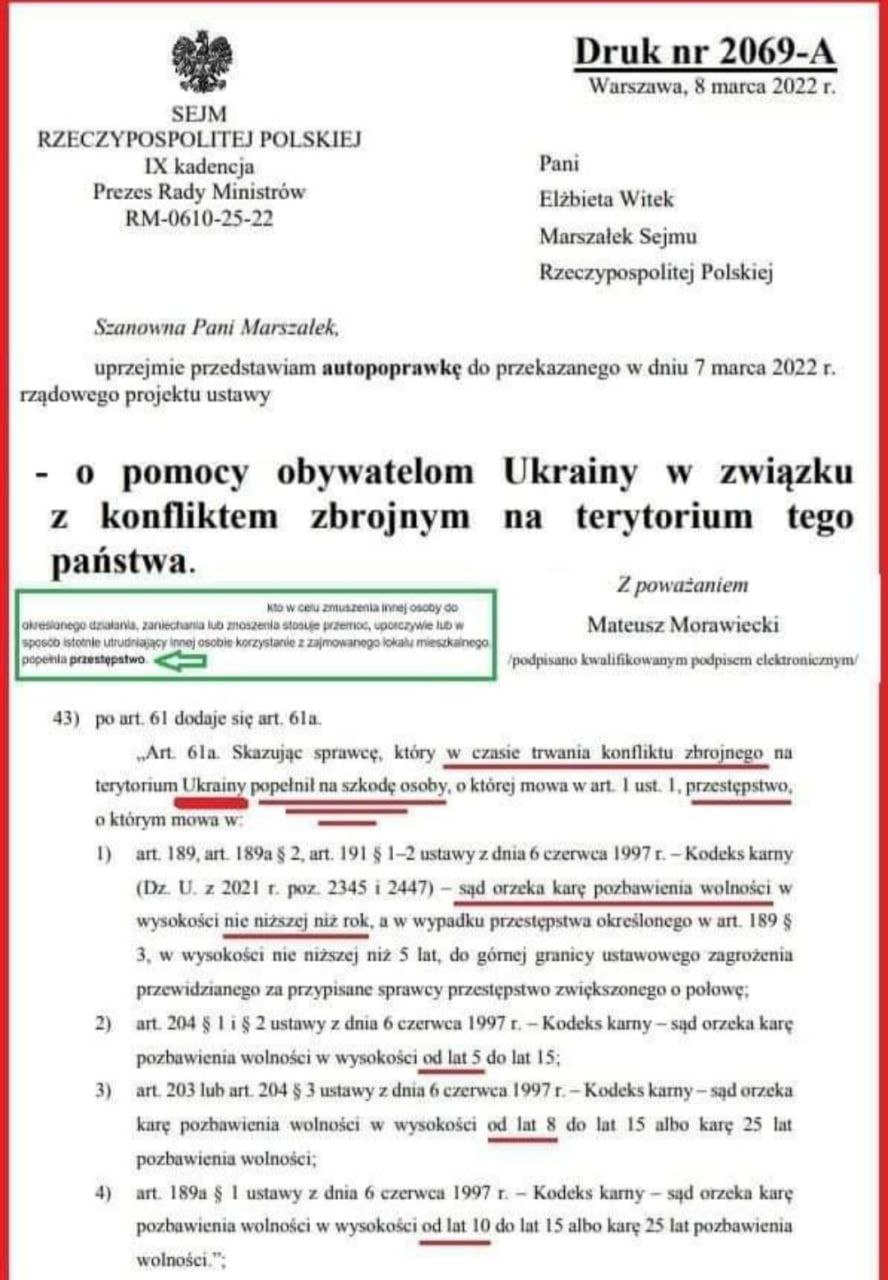 Druk nr 2069-A
Warszawa, 8 marca 2022 r.
SEJM
RZECZYPOSPOLITEJ POLSKIEJ
IX kadencja
Prezes Rady Ministrów
RM-0610-25-22
Pani
Elżbieta Witek
Marszałek Sejmu
Rzeczypospolitej Polskiej
Szanowna Pani Marszałek,
uprzejmie przedstawiam autopoprawkę do przekazanego w dniu 7 marca 2022 r.
rządowego projektu ustawy
- o pomocy obywatelom Ukrainy w związku
z konfliktem zbrojnym na terytorium tego
państwa.
Z poważaniem
Mateusz Morawiecki
/podpisano kwalifikowanym podpisem elektronicznym/
kto w celu zmuszenia innej osoby do
określonego działania, zaniechania lub znoszenia stosuje przemoc, uporczywie lub w
sposób istotnie utrudniający innej osobie korzystanie z zajmowanego lokalu mieszkalnego,
popełnia przestępstwo.
43) po art. 61 dodaje się art. 61a.
„Art. 61a. Skazując sprawcę, który w czasie trwania konfliktu zbrojnego na
terytorium Ukrainy popełnił na szkodę osoby, o której mowa w art. 1 ust. 1, przestępstwo,
o którym mowa w:
1) art. 189, art. 189a § 2, art. 191 § 1–2 ustawy z dnia 6 czerwca 1997 r. – Kodeks karny
(Dz. U. z 2021 r. poz. 2345 i 2447) – sąd orzeka karę pozbawienia wolności w
wysokości nie niższej niż rok, a w wypadku przestępstwa określonego w art. 189 §
3, w wysokości nie niższej niż 5 lat, do górnej granicy ustawowego zagrożenia
przewidzianego za przypisane sprawcy przestępstwo zwiększonego o połowę;
2) art. 204 § 1 i § 2 ustawy z dnia 6 czerwca 1997 r. – Kodeks karny – sąd orzeka karę
pozbawienia wolności w wysokości od lat 5 do lat 15;
3) art. 203 lub art. 204 § 3 ustawy z dnia 6 czerwca 1997 r. – Kodeks karny – sąd orzeka
karę pozbawienia wolności w wysokości od lat 8 do lat 15 albo karę 25 lat
pozbawienia wolności;
4) art. 189a § 1 ustawy z dnia 6 czerwca 1997 r. – Kodeks karny – sąd orzeka karę
pozbawienia wolności w wysokości od lat 10 do lat 15 albo karę 25 lat pozbawienia
wolności.”;